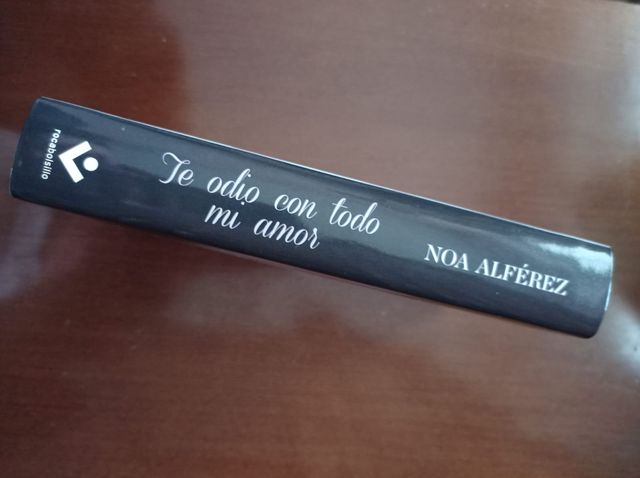 rocabolsillo
Te odio con todo
mi amor
NOA ALFÉREZ